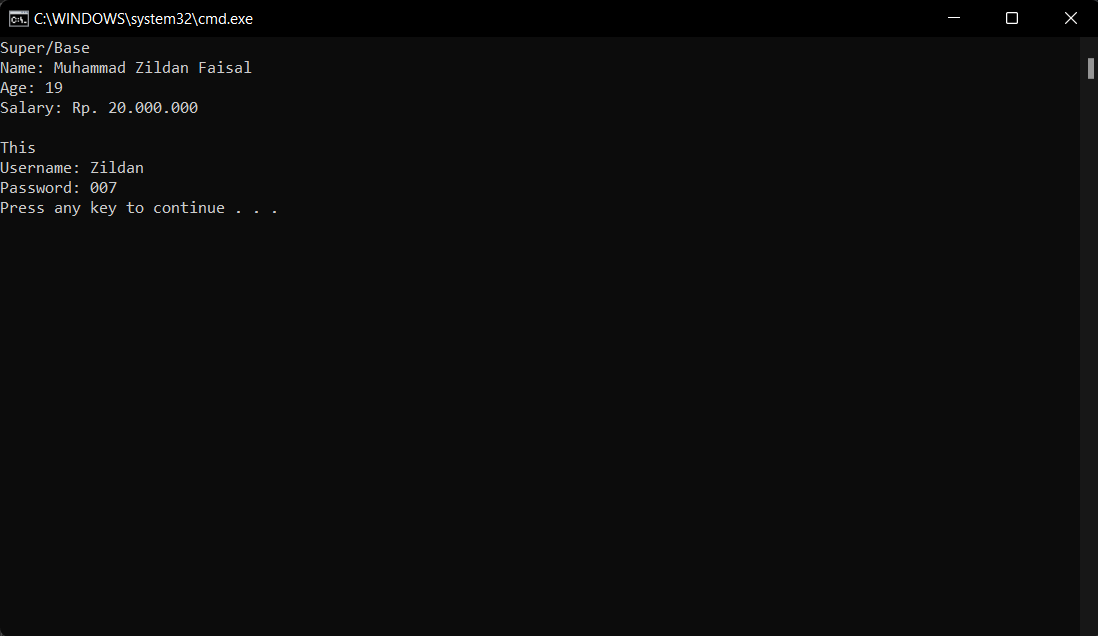 C:\WINDOWS\system32\cmd.exe
Super/Base
Name: Muhammad Zildan Faisal
Age: 19
Salary: Rp. 20.000.000
This
Username: Zildan
Password: 007
Press any key to continue . . .